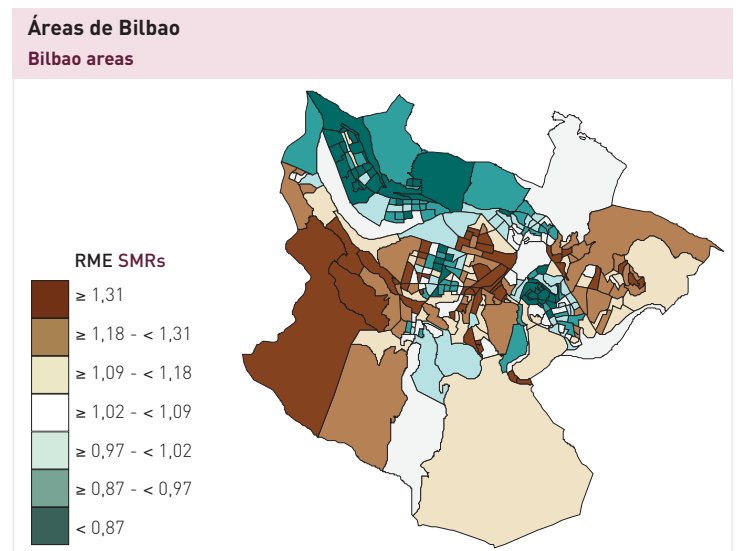 Áreas de Bilbao
Bilbao areas
RME SMRs
≥ 1,31
≥ 1,18 - < 1,31
≥ 1,09 - < 1,18
≥ 1,02 - < 1,09
≥ 0,97 - < 1,02
≥ 0,87 - < 0,97
< 0,87